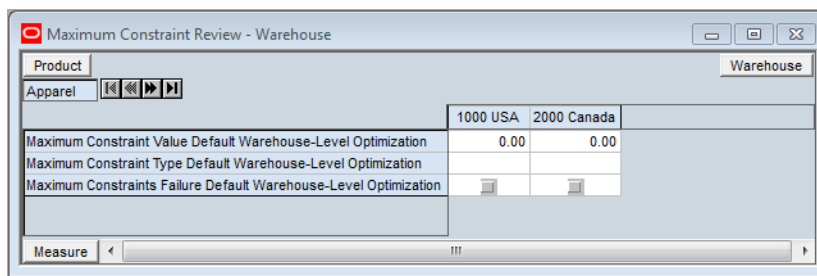 Maximum Constraint Review - Warehouse
Product Warehouse
Apparel
1000 USA 2000 Canada
Maximum Constraint Value Default Warehouse-Level Optimization 0.00 0.00
Maximum Constraint Type Default Warehouse-Level Optimization
Maximum Constraints Failure Default Warehouse-Level Optimization
Measure